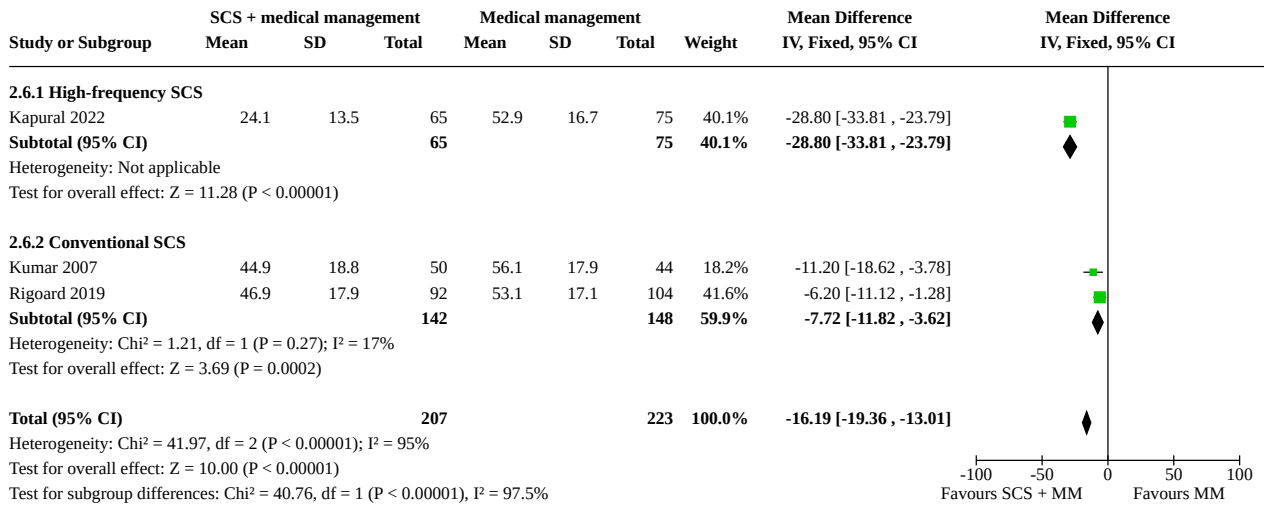 SCS + medical management Medical management Mean Difference Mean Difference
Study or Subgroup Mean SD Total Mean SD Total Weight IV, Fixed, 95% CI IV, Fixed, 95% CI
2.6.1 High-frequency SCS
Kapural 2022 24.1 13.5 65 52.9 16.7 75 40.1% -28.80 [-33.81 , -23.79]
Subtotal (95% CI) 65 75 40.1% -28.80 [-33.81 , -23.79]
Heterogeneity: Not applicable
Test for overall effect: Z = 11.28 (P < 0.00001)
2.6.2 Conventional SCS
Kumar 2007 44.9 18.8 50 56.1 17.9 44 18.2% -11.20 [-18.62 , -3.78]
Rigoard 2019 46.9 17.9 92 53.1 17.1 104 41.6% -6.20 [-11.12 , -1.28]
Subtotal (95% CI) 142 148 59.9% -7.72 [-11.82 , -3.62]
Heterogeneity: Chi² = 1.21, df = 1 (P = 0.27); I² = 17%
Test for overall effect: Z = 3.69 (P = 0.0002)
Total (95% CI) 207 223 100.0% -16.19 [-19.36 , -13.01]
Heterogeneity: Chi² = 41.97, df = 2 (P < 0.00001); I² = 95%
Test for overall effect: Z = 10.00 (P < 0.00001)
-100 -50 0 50 100
Test for subgroup differences: Chi² = 40.76, df = 1 (P < 0.00001), I² = 97.5% Favours SCS + MM Favours MM